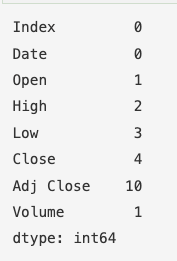 Index 0
Date 0
Open 1
High 2
Low 3
Close 4
Adj Close 10
Volume 1
dtype: int64